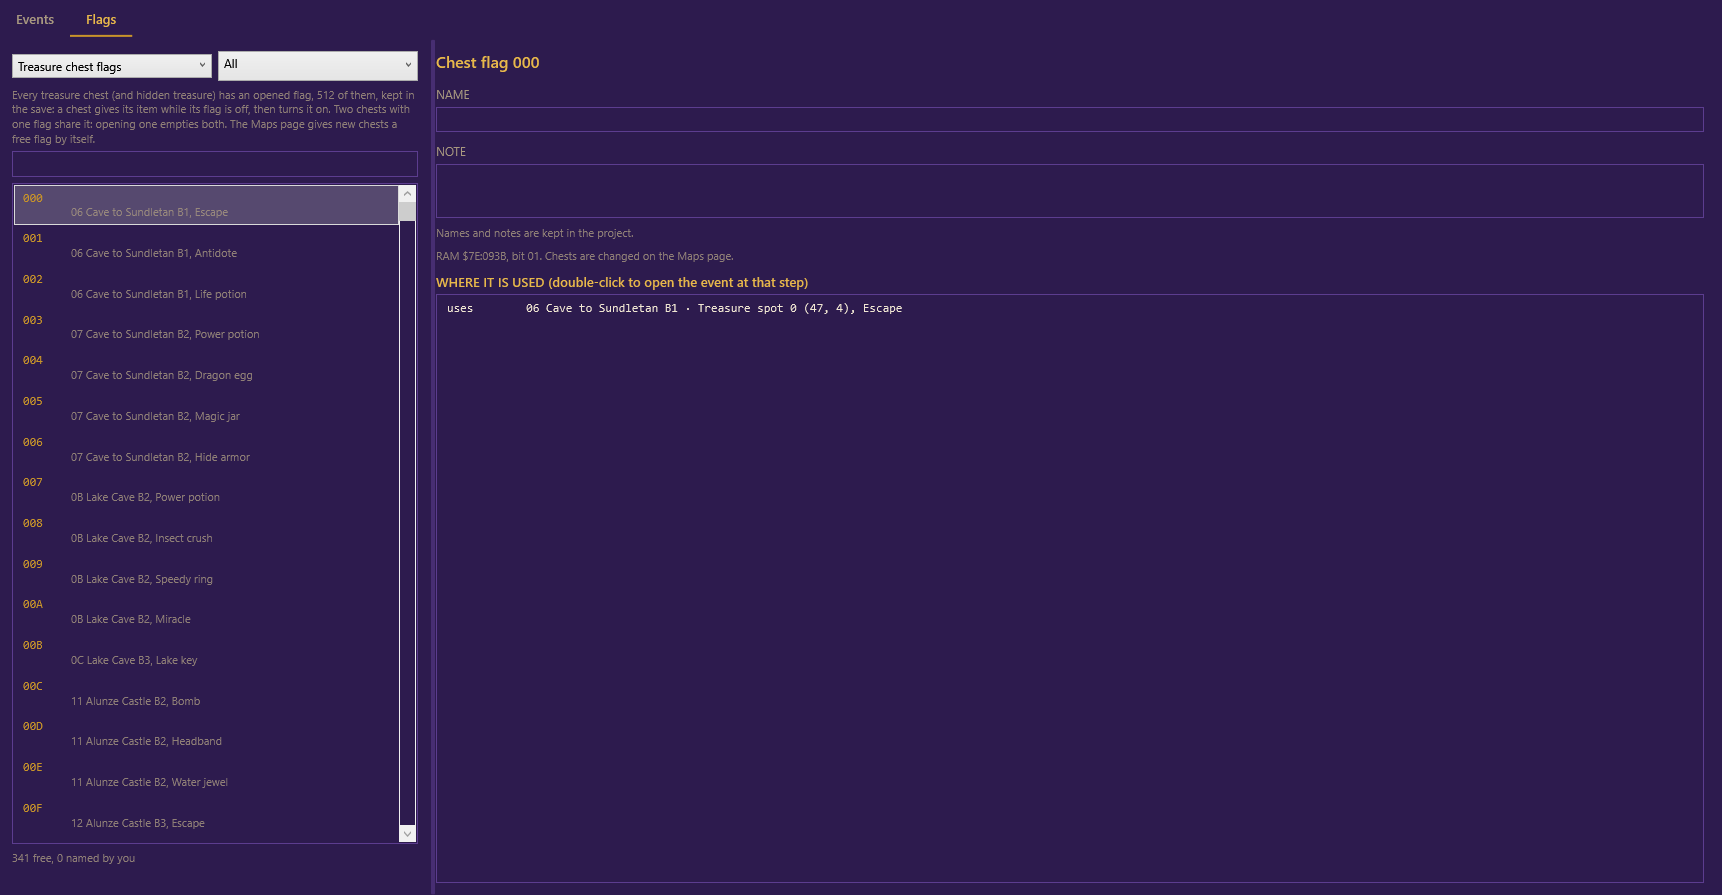 Events Flags
Treasure chest flags All
Every treasure chest (and hidden treasure) has an opened flag, 512 of them, kept in
the save: a chest gives its item while its flag is off, then turns it on. Two chests with
one flag share it: opening one empties both. The Maps page gives new chests a
free flag by itself.
000
06 Cave to Sundletan B1, Escape
001
06 Cave to Sundletan B1, Antidote
002
06 Cave to Sundletan B1, Life potion
003
07 Cave to Sundletan B2, Power potion
004
07 Cave to Sundletan B2, Dragon egg
005
07 Cave to Sundletan B2, Magic jar
006
07 Cave to Sundletan B2, Hide armor
007
0B Lake Cave B2, Power potion
008
0B Lake Cave B2, Insect crush
009
0B Lake Cave B2, Speedy ring
00A
0B Lake Cave B2, Miracle
00B
0C Lake Cave B3, Lake key
00C
11 Alunze Castle B2, Bomb
00D
11 Alunze Castle B2, Headband
00E
11 Alunze Castle B2, Water jewel
00F
12 Alunze Castle B3, Escape
341 free, 0 named by you
Chest flag 000
NAME
NOTE
Names and notes are kept in the project.
RAM $7E:093B, bit 01. Chests are changed on the Maps page.
WHERE IT IS USED (double-click to open the event at that step)
uses 06 Cave to Sundletan B1 · Treasure spot 0 (47, 4), Escape